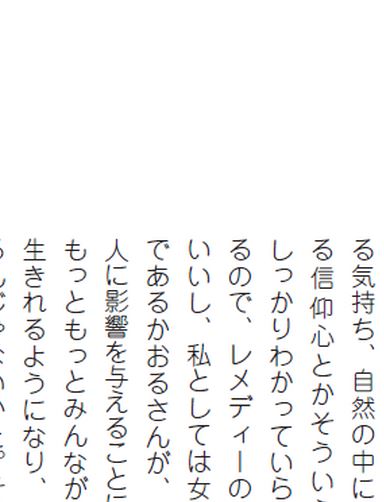 る気持ち、自然の中に
る信仰心とかそうい
しっかりわかっていら
るので、レメディーの
いいし、私としては女
であるかおるさんが、
人に影響を与えることに
もっともっとみんなが
生きれるようになり、